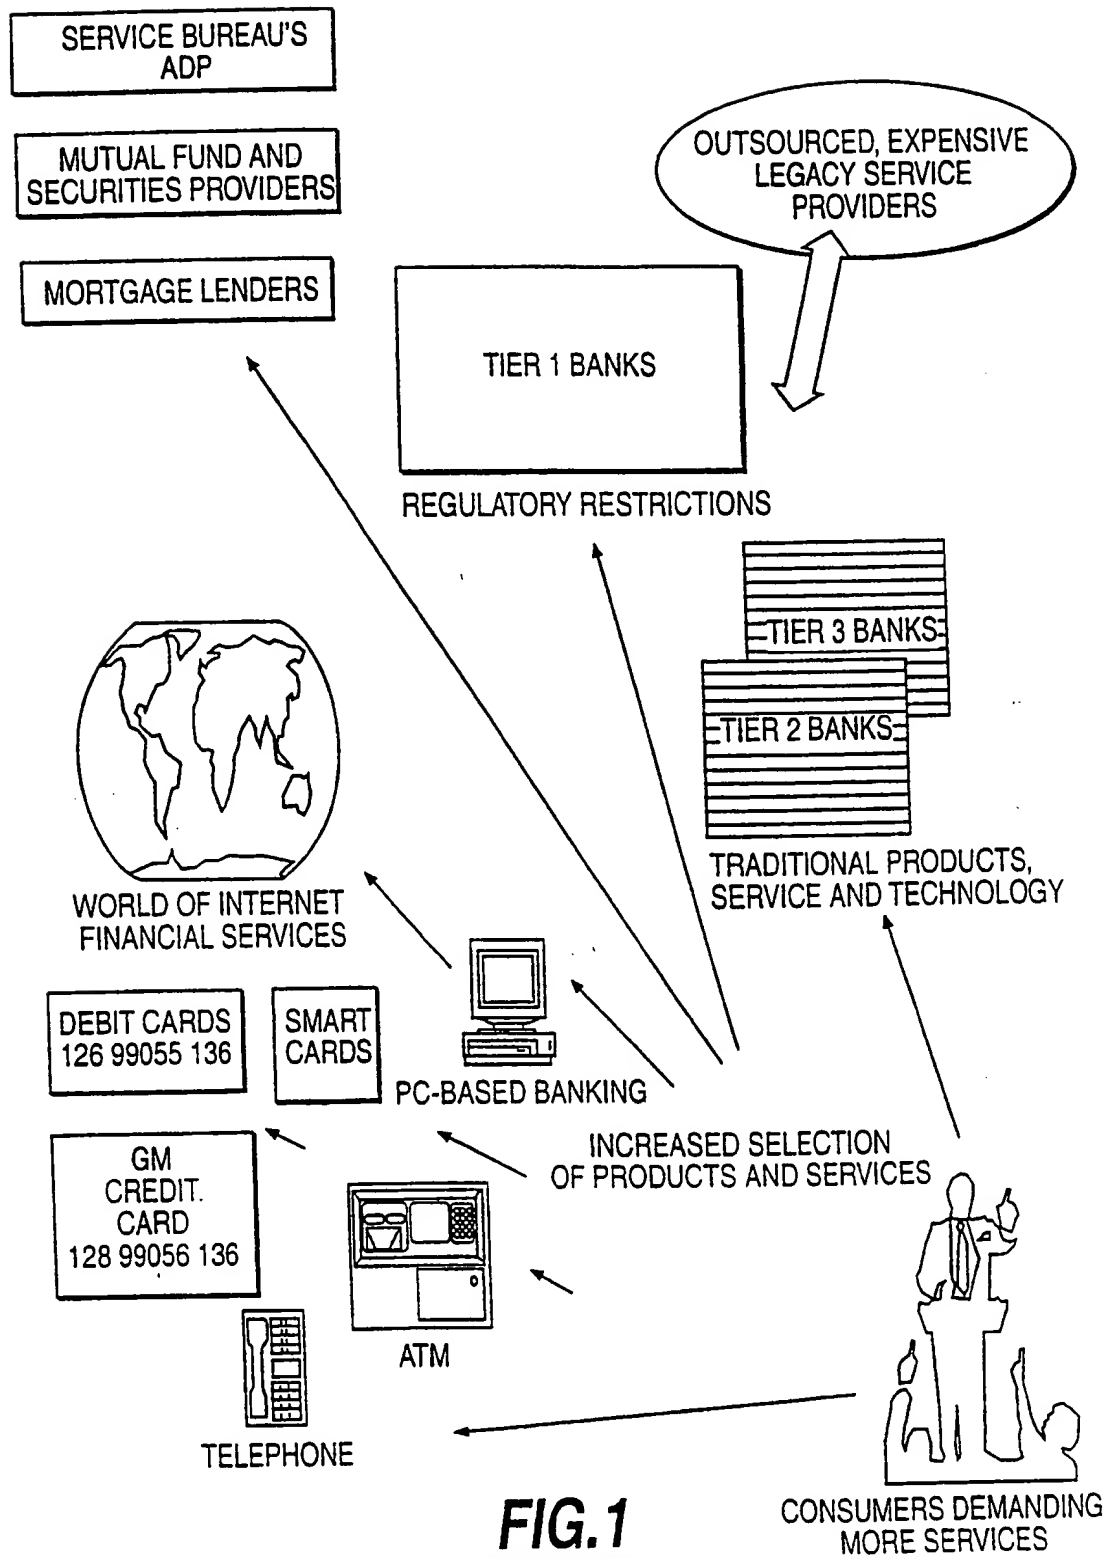 SERVICE BUREAU'S
ADP
MUTUAL FUND AND
SECURITIES PROVIDERS
MORTGAGE LENDERS
OUTSOURCED, EXPENSIVE
LEGACY SERVICE
PROVIDERS
TIER 1 BANKS
REGULATORY RESTRICTIONS
TIER 3 BANKS
TIER 2 BANKS
TRADITIONAL PRODUCTS,
SERVICE AND TECHNOLOGY
WORLD OF INTERNET
FINANCIAL SERVICES
DEBIT CARDS
126 99055 136
SMART
CARDS
PC-BASED BANKING
GM
CREDIT.
CARD
128 99056 136
INCREASED SELECTION
OF PRODUCTS AND SERVICES
ATM
TELEPHONE
CONSUMERS DEMANDING
MORE SERVICES
FIG.1